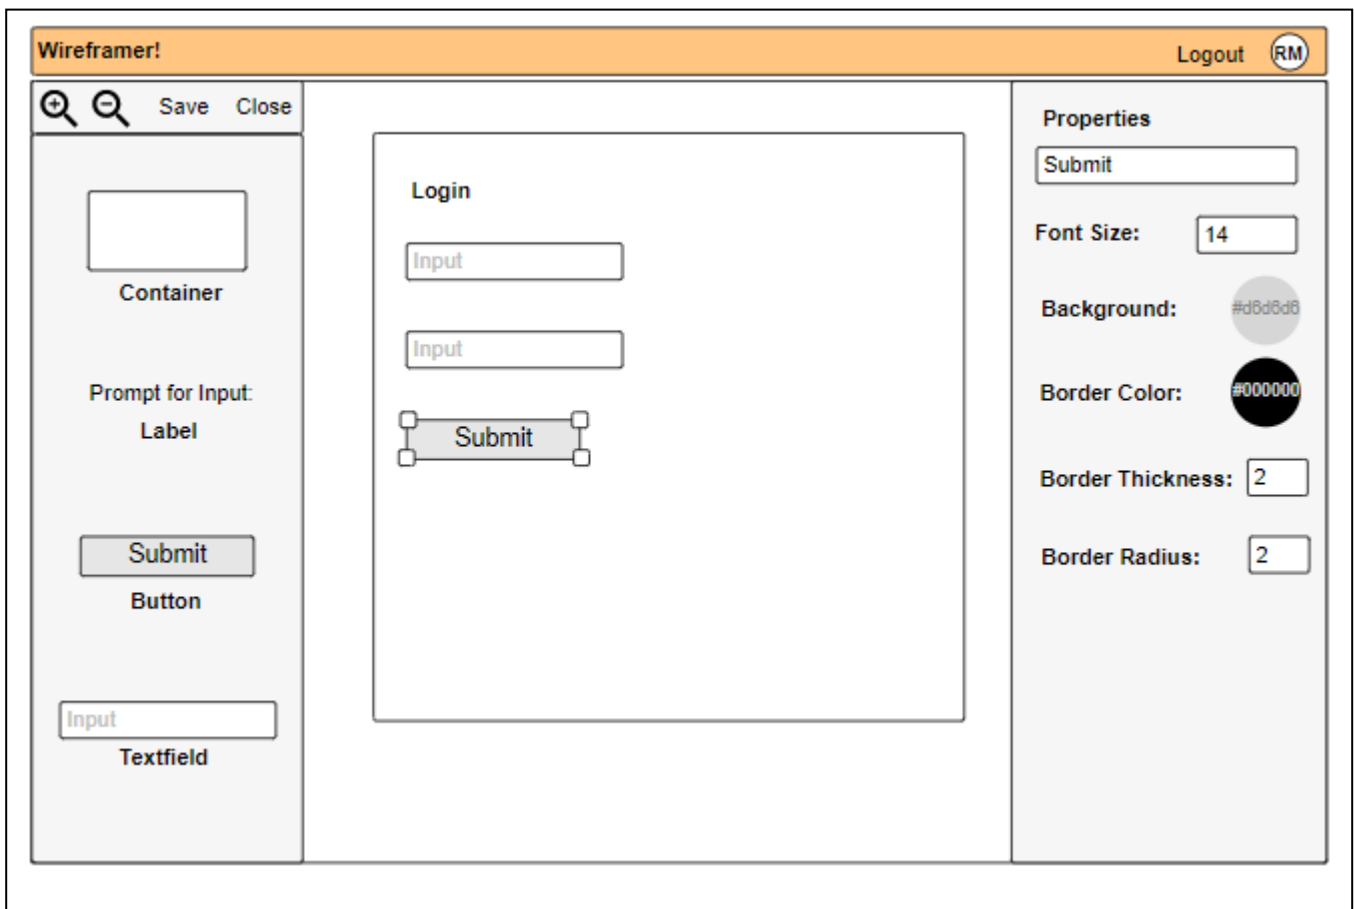 Wireframer!
Logout RM
Save Close
Container
Prompt for Input:
Label
Submit
Button
Input
Textfield
Login
Input
Input
Submit
Properties
Submit
Font Size: 14
Background: #d6d6d6
Border Color: #000000
Border Thickness: 2
Border Radius: 2